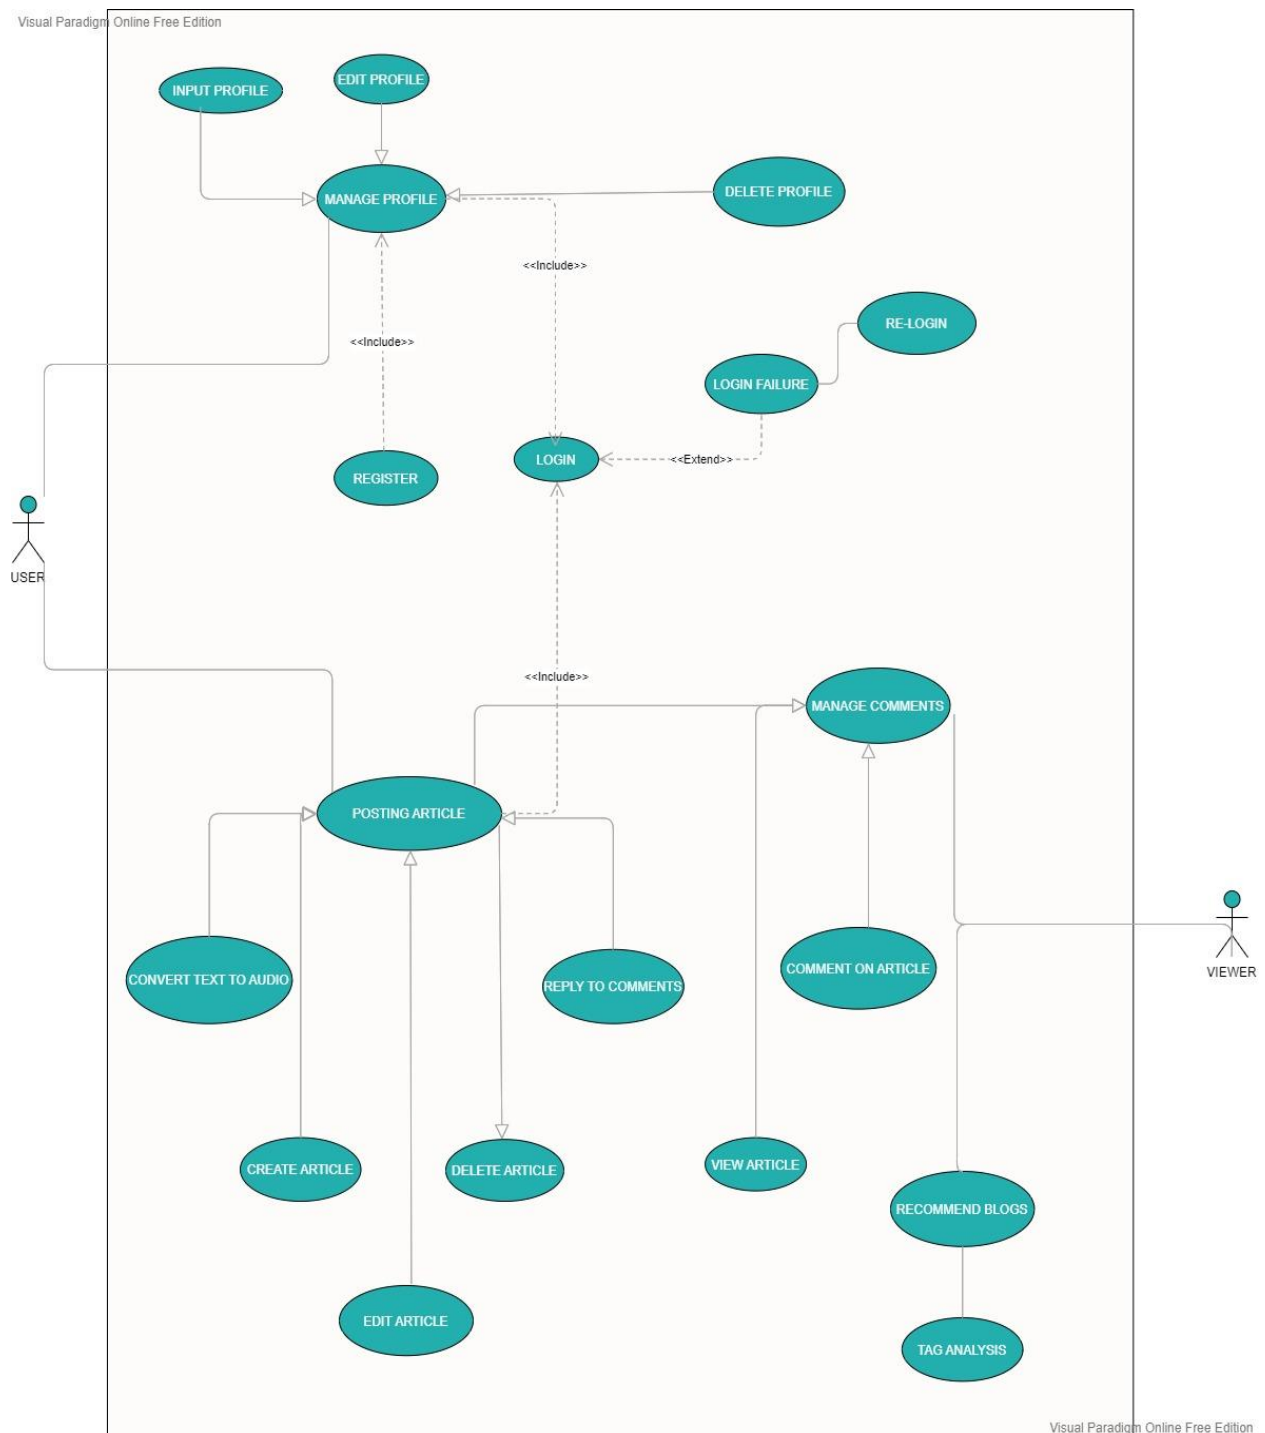 Visual Paradigm Online Free Edition
EDIT PROFILE
INPUT PROFILE
DELETE PROFILE
MANAGE PROFILE
<<Include>>
RE-LOGIN
<<Include>>
LOGIN FAILURE
LOGIN
<<Extend>>
REGISTER
USER
<<Include>>
MANAGE COMMENTS
POSTING ARTICLE
COMMENT ON ARTICLE
VIEWER
CONVERT TEXT TO AUDIO
REPLY TO COMMENTS
VIEW ARTICLE
CREATE ARTICLE
DELETE ARTICLE
RECOMMEND BLOGS
EDIT ARTICLE
TAG ANALYSIS
Visual Paradigm Online Free Edition